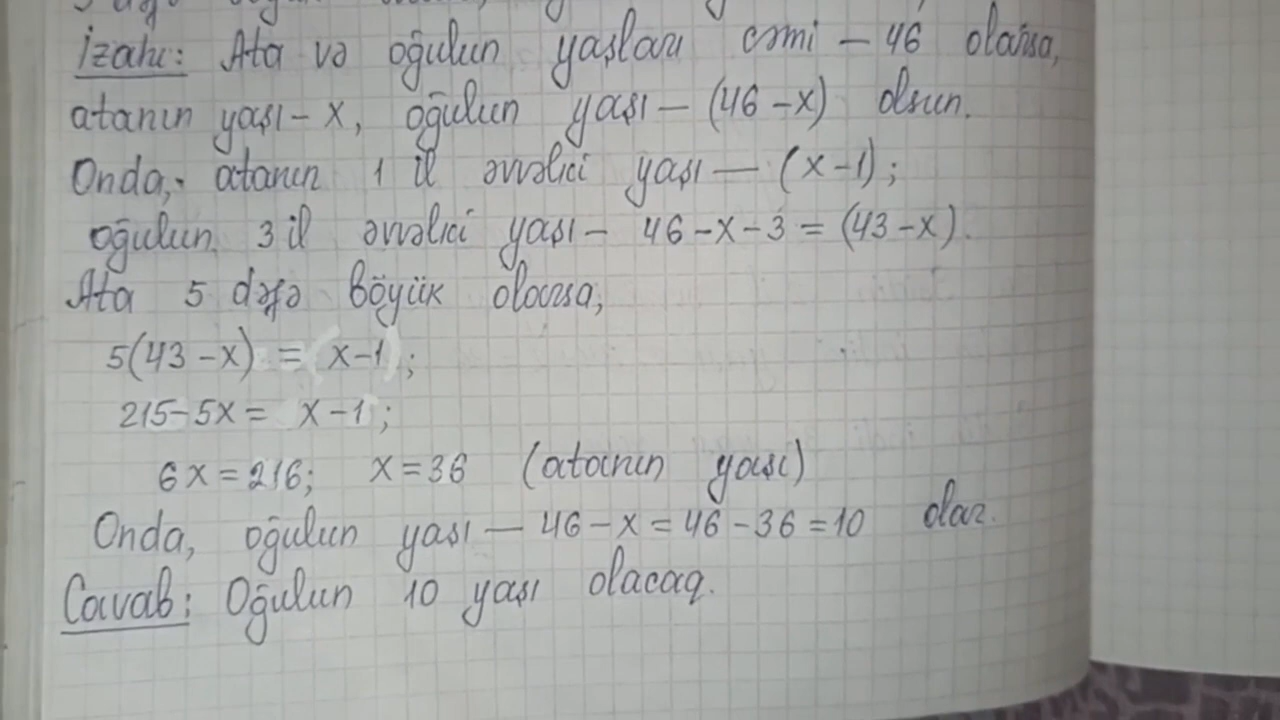 İzahı: Ata və oğulun yaşları cəmi – 46 olarsa,
atanın yaşı – x, oğulun yaşı – (46 – x) olsun.
Onda, atanın 1 il əvvəlki yaşı — (x – 1);
oğulun 3 il əvvəlki yaşı – 46 – x – 3 = (43 – x).
Ata 5 dəfə böyük olarsa,
5(43 – x) = (x – 1);
215 – 5x = x – 1;
6x = 216; x = 36 (atanın yaşı)
Onda, oğulun yaşı — 46 – x = 46 – 36 = 10 olar.
Cavab: Oğulun 10 yaşı olacaq.